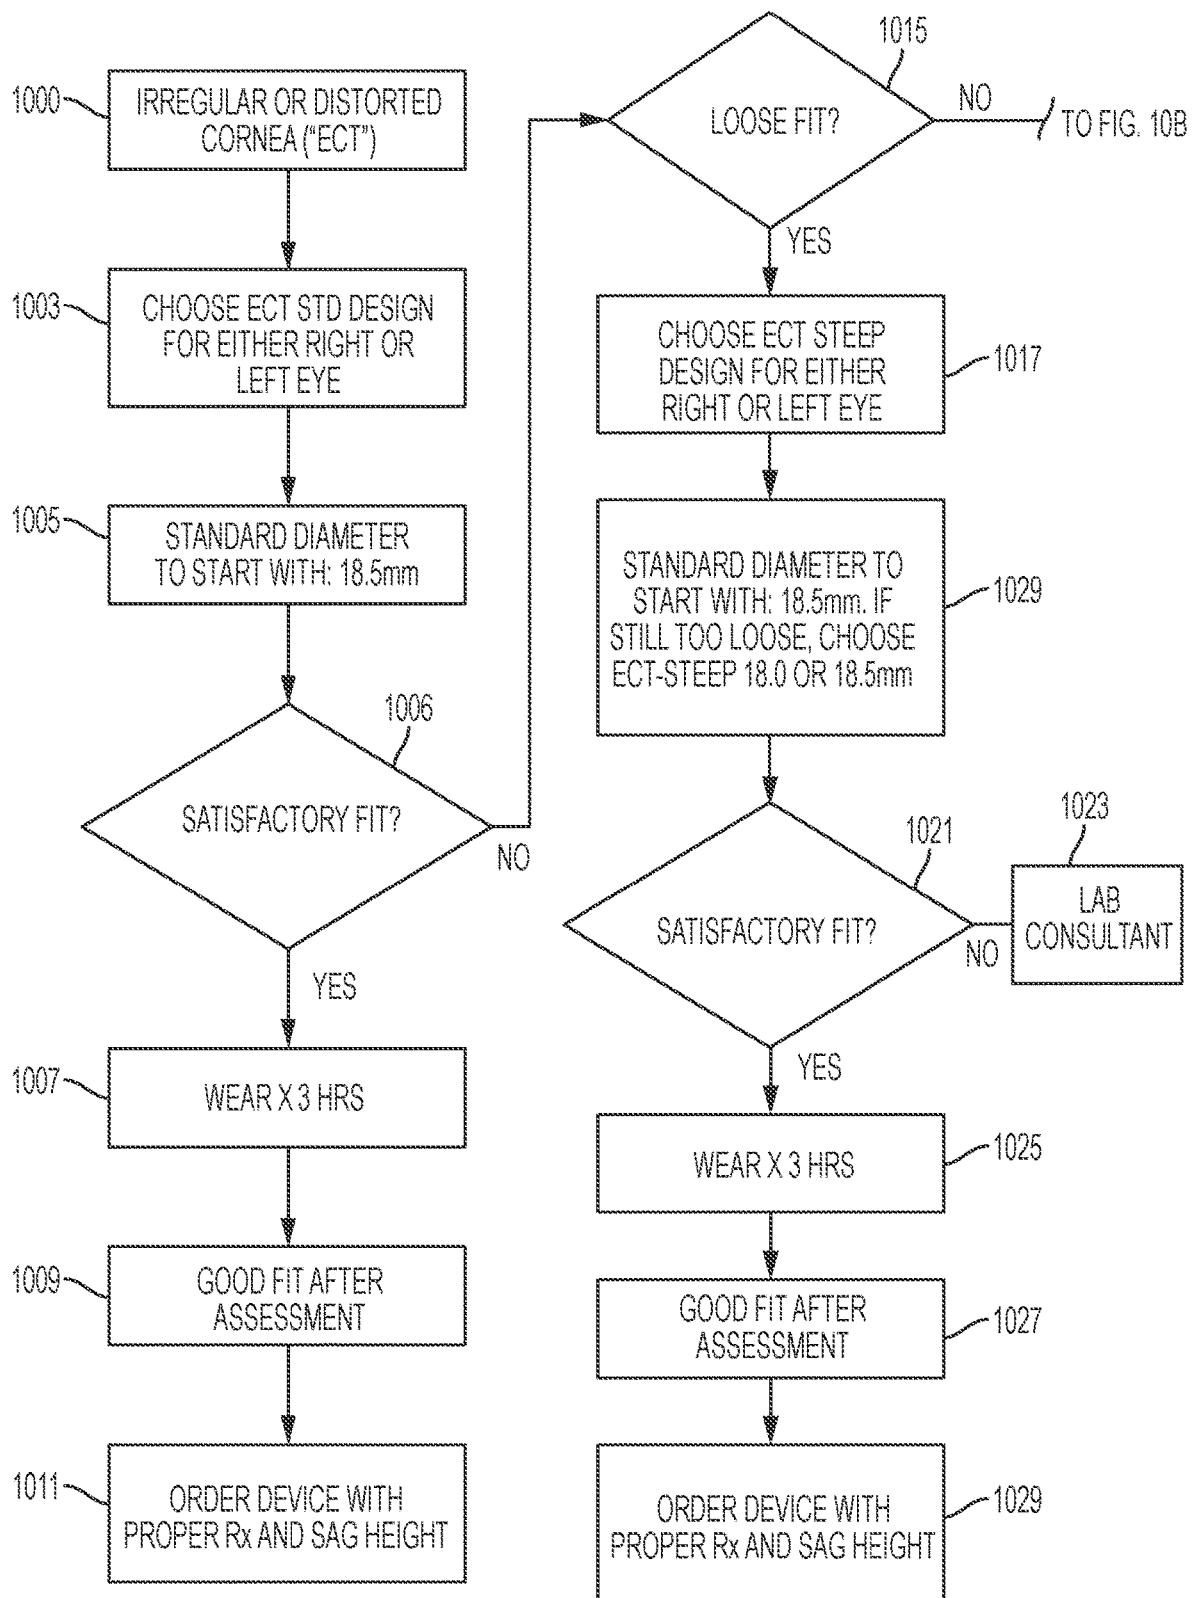 1000
IRREGULAR OR DISTORTED
CORNEA ("ECT")
1003
CHOOSE ECT STD DESIGN
FOR EITHER RIGHT OR
LEFT EYE
1005
STANDARD DIAMETER
TO START WITH: 18.5mm
1006
SATISFACTORY FIT?
NO
YES
1007
WEAR X 3 HRS
1009
GOOD FIT AFTER
ASSESSMENT
1011
ORDER DEVICE WITH
PROPER Rx AND SAG HEIGHT
1015
LOOSE FIT?
NO
TO FIG. 10B
YES
CHOOSE ECT STEEP
DESIGN FOR EITHER
RIGHT OR LEFT EYE
1017
STANDARD DIAMETER TO
START WITH: 18.5mm. IF
STILL TOO LOOSE, CHOOSE
ECT-STEEP 18.0 OR 18.5mm
1029
1021
SATISFACTORY FIT?
NO
1023
LAB
CONSULTANT
YES
WEAR X 3 HRS
1025
GOOD FIT AFTER
ASSESSMENT
1027
ORDER DEVICE WITH
PROPER Rx AND SAG HEIGHT
1029